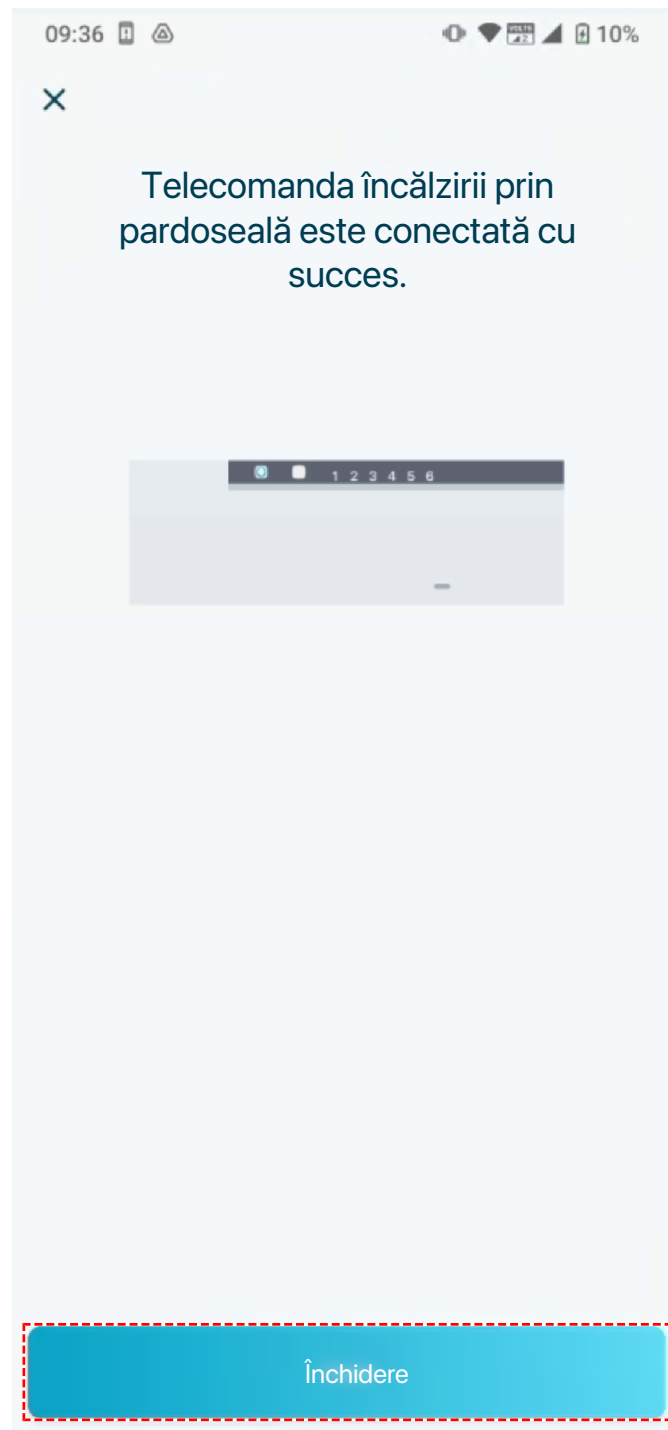 09:36 10%
Telecomanda încălzirii prin
pardoseală este conectată cu
succes.
1 2 3 4 5 6
Închidere